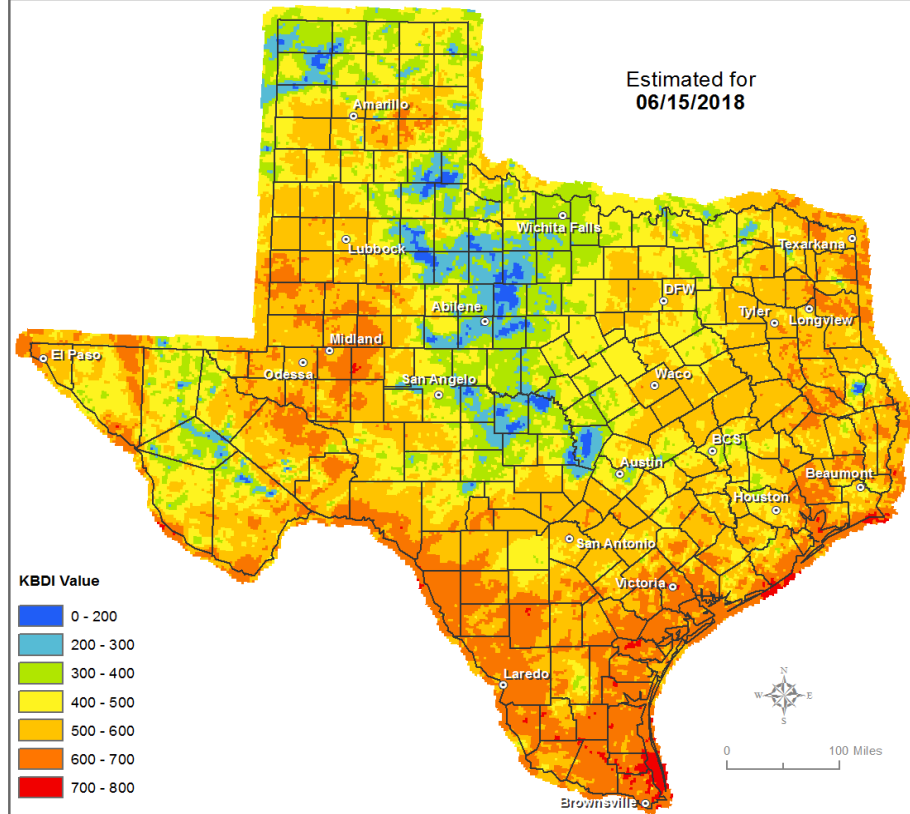 Estimated for
06/15/2018
Amarillo
Wichita Falls
Lubbock
Texarkana
DFW
Abilene
Tyler
Longview
Midland
El Paso
Odessa
San Angelo
Waco
BCS
Austin
Beaumont
Houston
San Antonio
Victoria
Laredo
Brownsville
KBDI Value
0 - 200
200 - 300
300 - 400
400 - 500
500 - 600
600 - 700
700 - 800
N
W
E
S
0
100 Miles